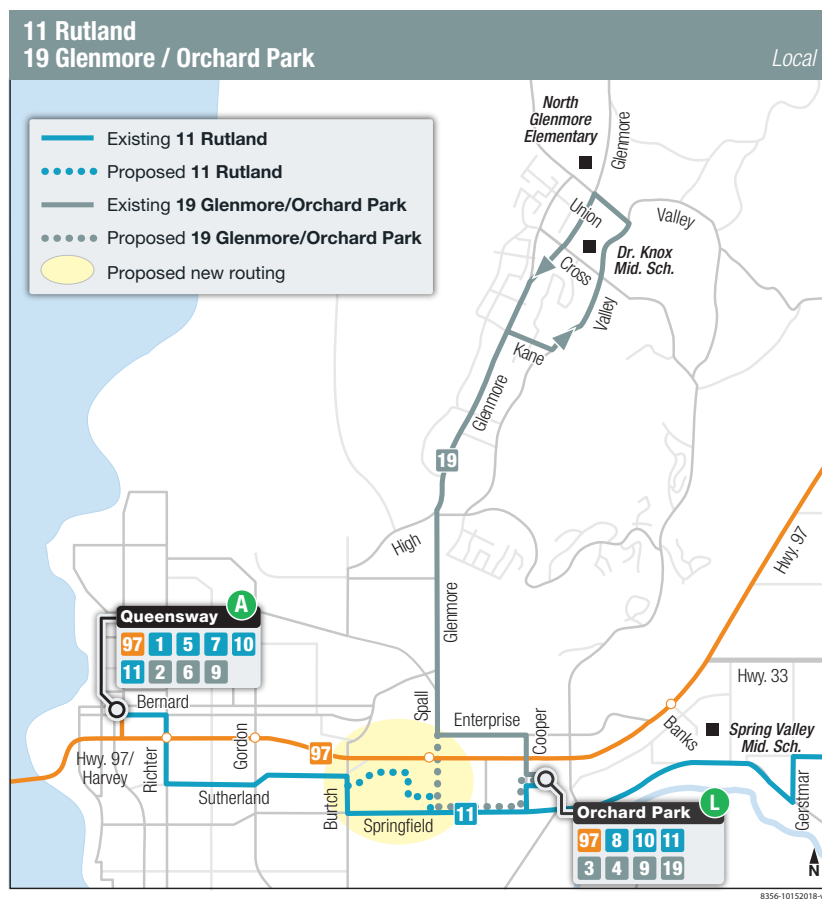 11 Rutland
19 Glenmore / Orchard Park
Local
Existing 11 Rutland
Proposed 11 Rutland
Existing 19 Glenmore/Orchard Park
Proposed 19 Glenmore/Orchard Park
Proposed new routing
North
Glenmore
Elementary
Glenmore
Union
Valley
Dr. Knox
Mid. Sch.
Cross
Valley
Kane
Glenmore
19
High
Hwy. 97
Glenmore
Queensway
A
97 1 5 7 10
11 2 6 9
Bernard
Hwy. 97/
Harvey
Richter
Gordon
Sutherland
97
Burtch
Springfield
11
Spall
Enterprise
Cooper
Hwy. 33
Banks
Spring Valley
Mid. Sch.
Gerstmar
Orchard Park
L
97 8 10 11
3 4 9 19
N
8356-10152018-v